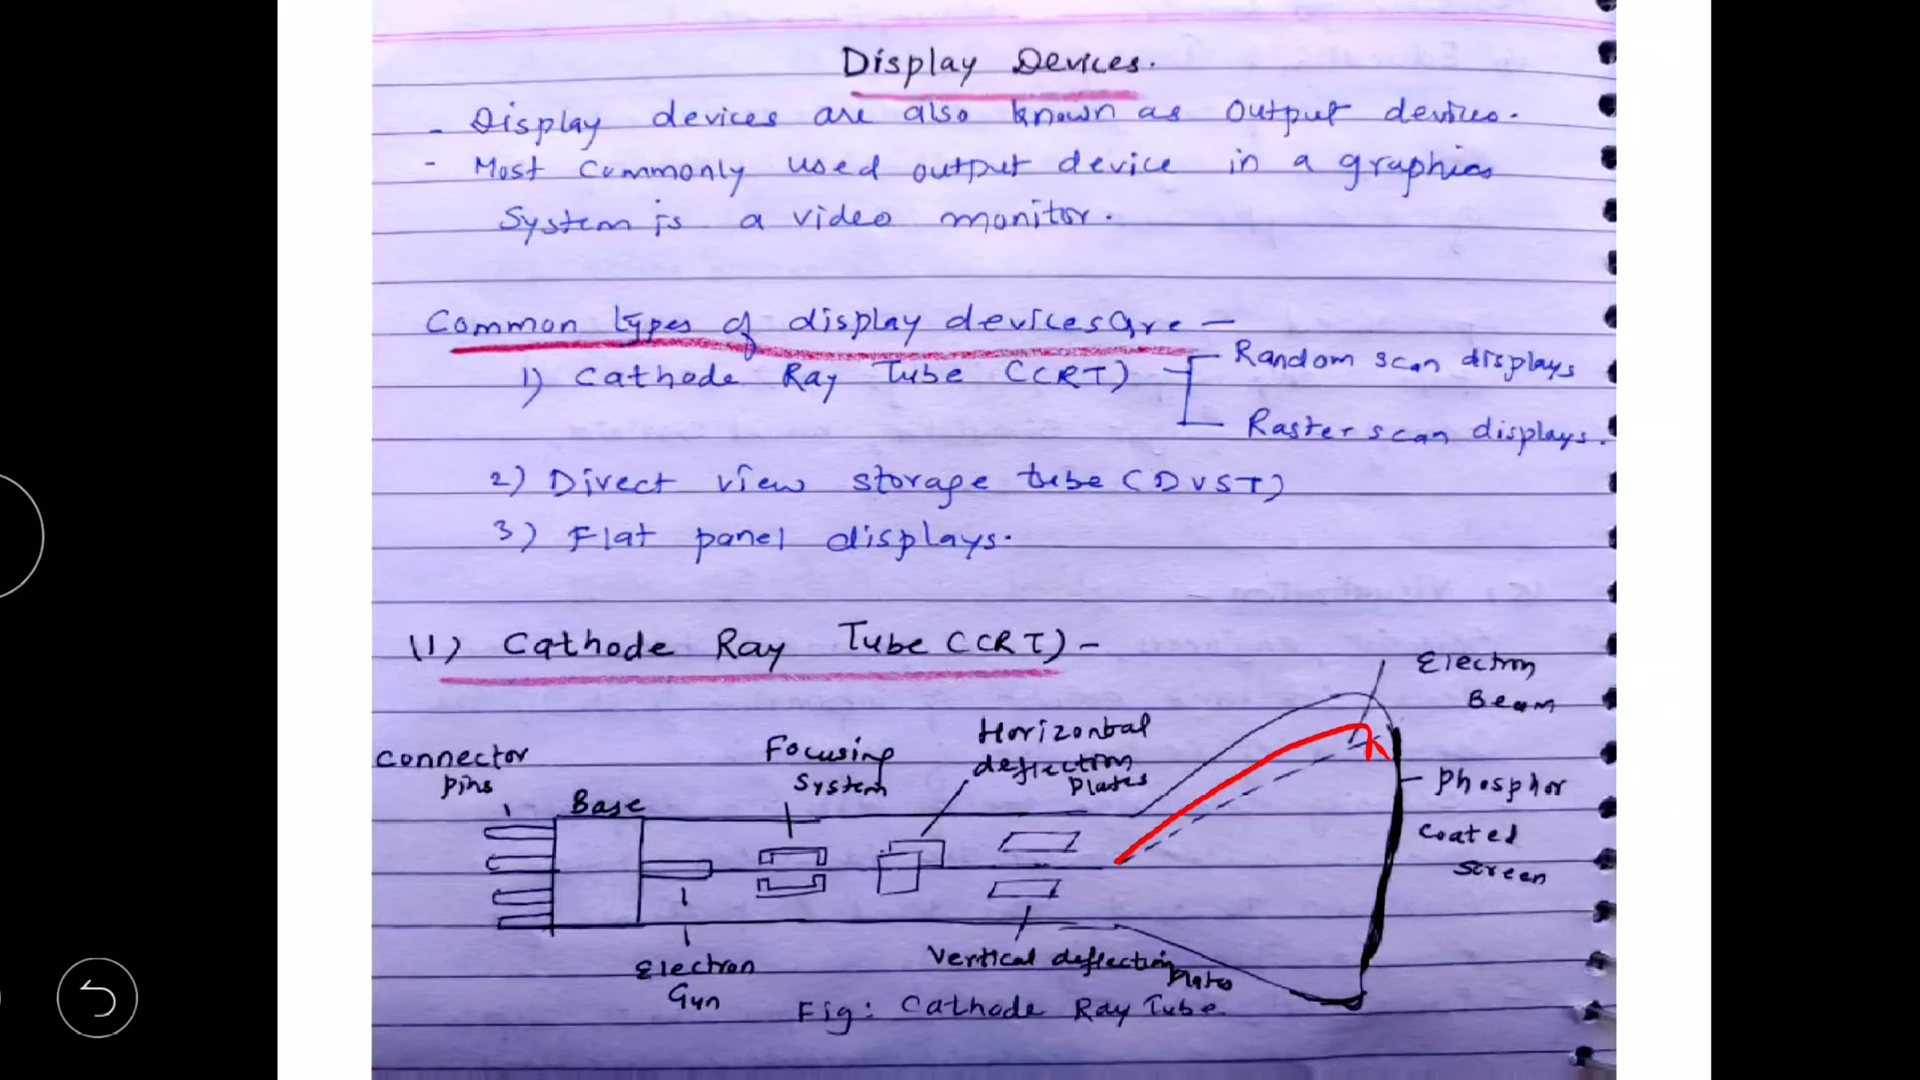 Display Devices.
- Display devices are also known as output devices.
- Most commonly used output device in a graphics
System is a video monitor.
Common types of display devices are -
1) Cathode Ray Tube (CRT)
Random scan displays
Raster scan displays.
2) Direct view storage tube (DVST)
3) Flat panel displays.
(1) Cathode Ray Tube (CRT) -
Electron
Beam
Horizontal
deflection
Plates
Focusing
System
Connector
Pins
Base
Phosphor
Coated
Screen
Electron
Gun
Vertical deflection
Plates
Fig: Cathode Ray Tube